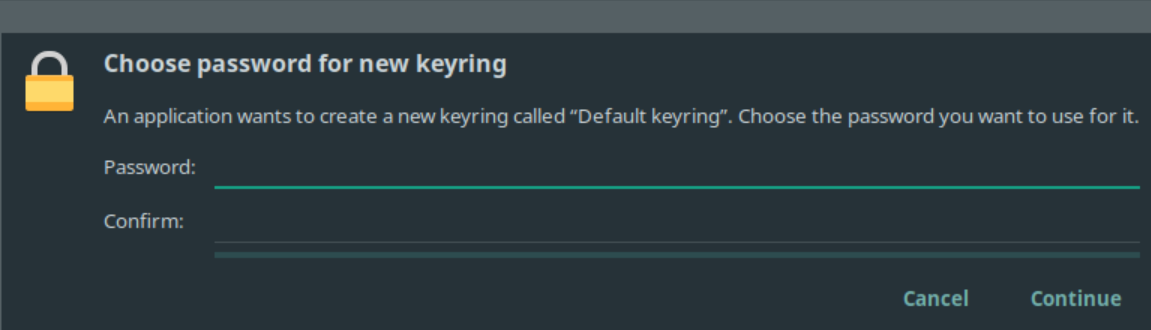 Choose password for new keyring
An application wants to create a new keyring called “Default keyring”. Choose the password you want to use for it.
Password:
Confirm:
Cancel Continue